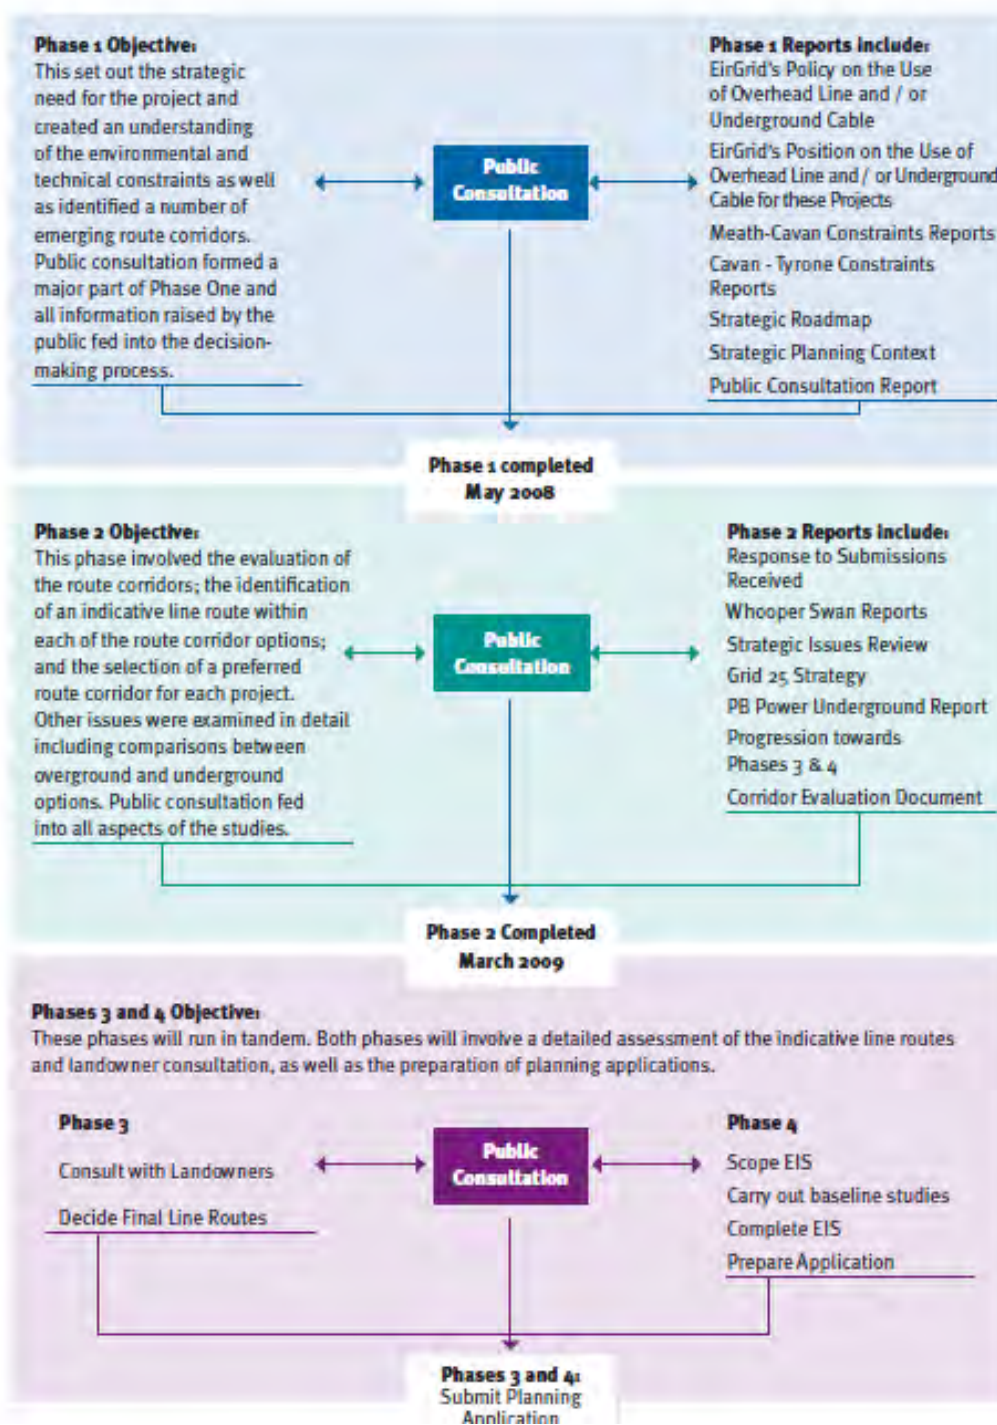 Phase 1 Objective:
This set out the strategic
need for the project and
created an understanding
of the environmental and
technical constraints as well
as identified a number of
emerging route corridors.
Public consultation formed a
major part of Phase One and
all information raised by the
public fed into the decision-
making process.
Public
Consultation
Phase 1 Reports include:
EirGrid's Policy on the Use
of Overhead Line and / or
Underground Cable
EirGrid's Position on the Use of
Overhead Line and / or Underground
Cable for these Projects
Meath-Cavan Constraints Reports
Cavan - Tyrone Constraints
Reports
Strategic Roadmap
Strategic Planning Context
Public Consultation Report
Phase 1 completed
May 2008
Phase 2 Objective:
This phase involved the evaluation of
the route corridors; the identification
of an indicative line route within
each of the route corridor options;
and the selection of a preferred
route corridor for each project.
Other issues were examined in detail
including comparisons between
overground and underground
options. Public consultation fed
into all aspects of the studies.
Public
Consultation
Phase 2 Reports include:
Response to Submissions
Received
Whooper Swan Reports
Strategic Issues Review
Grid 25 Strategy
PB Power Underground Report
Progression towards
Phases 3 & 4
Corridor Evaluation Document
Phase 2 Completed
March 2009
Phases 3 and 4 Objective:
These phases will run in tandem. Both phases will involve a detailed assessment of the indicative line routes
and landowner consultation, as well as the preparation of planning applications.
Phase 3
Consult with Landowners
Decide Final Line Routes
Public
Consultation
Phase 4
Scope EIS
Carry out baseline studies
Complete EIS
Prepare Application
Phases 3 and 4:
Submit Planning
Application